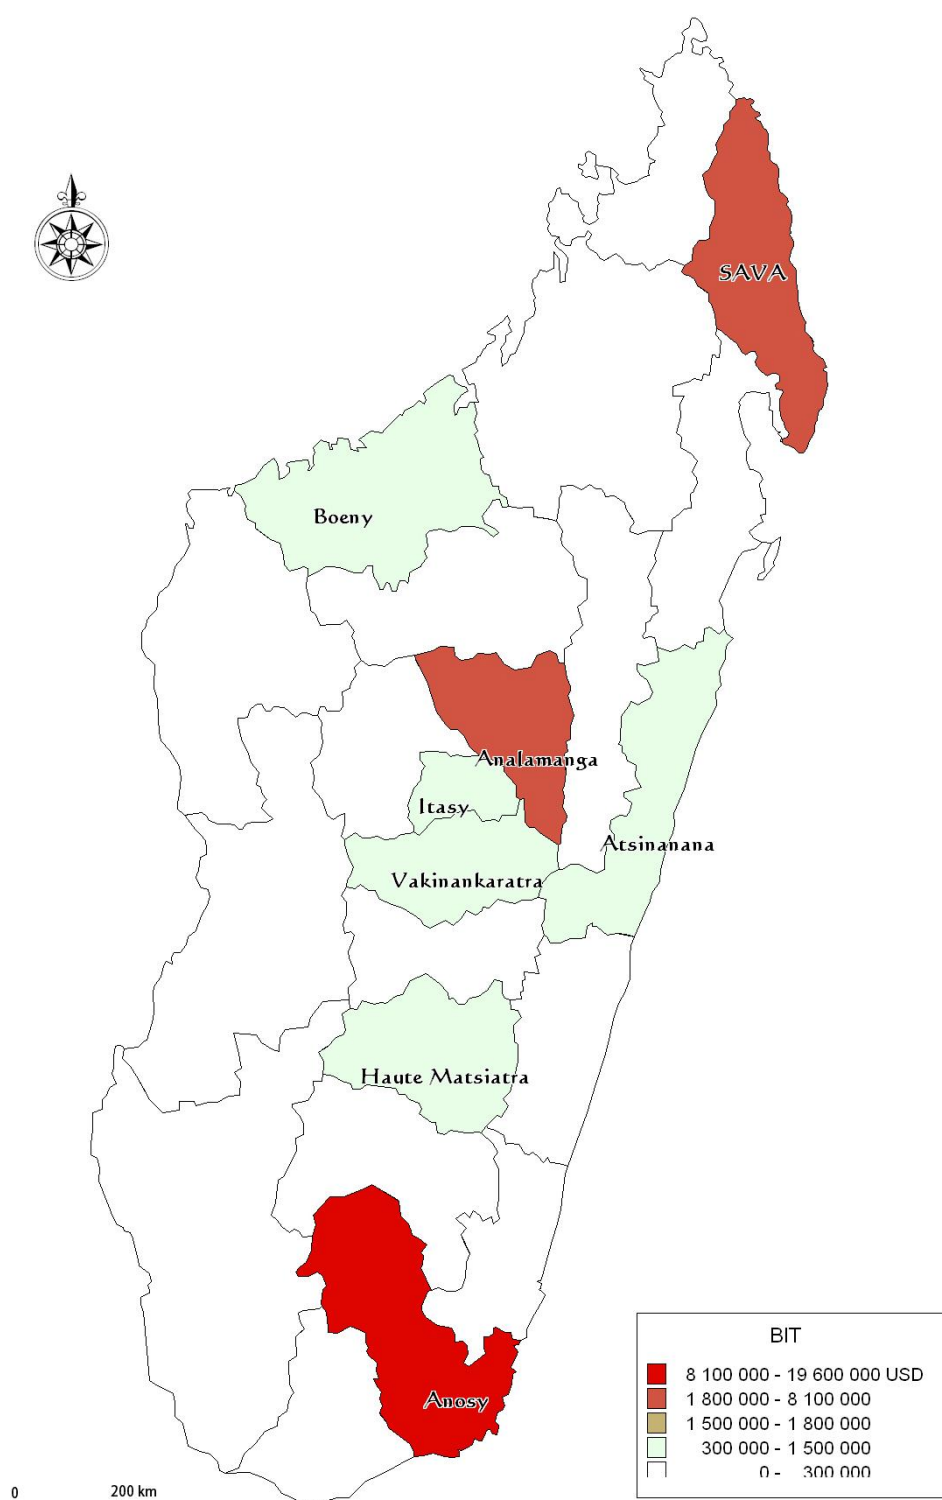 SAVA
Boeny
Analamanga
Itasy
Atsinanana
Vakinankaratra
Haute Matsiatra
Anosy
BIT
8 100 000 - 19 600 000 USD
1 800 000 - 8 100 000
1 500 000 - 1 800 000
300 000 - 1 500 000
0 - 300 000
0 200 km